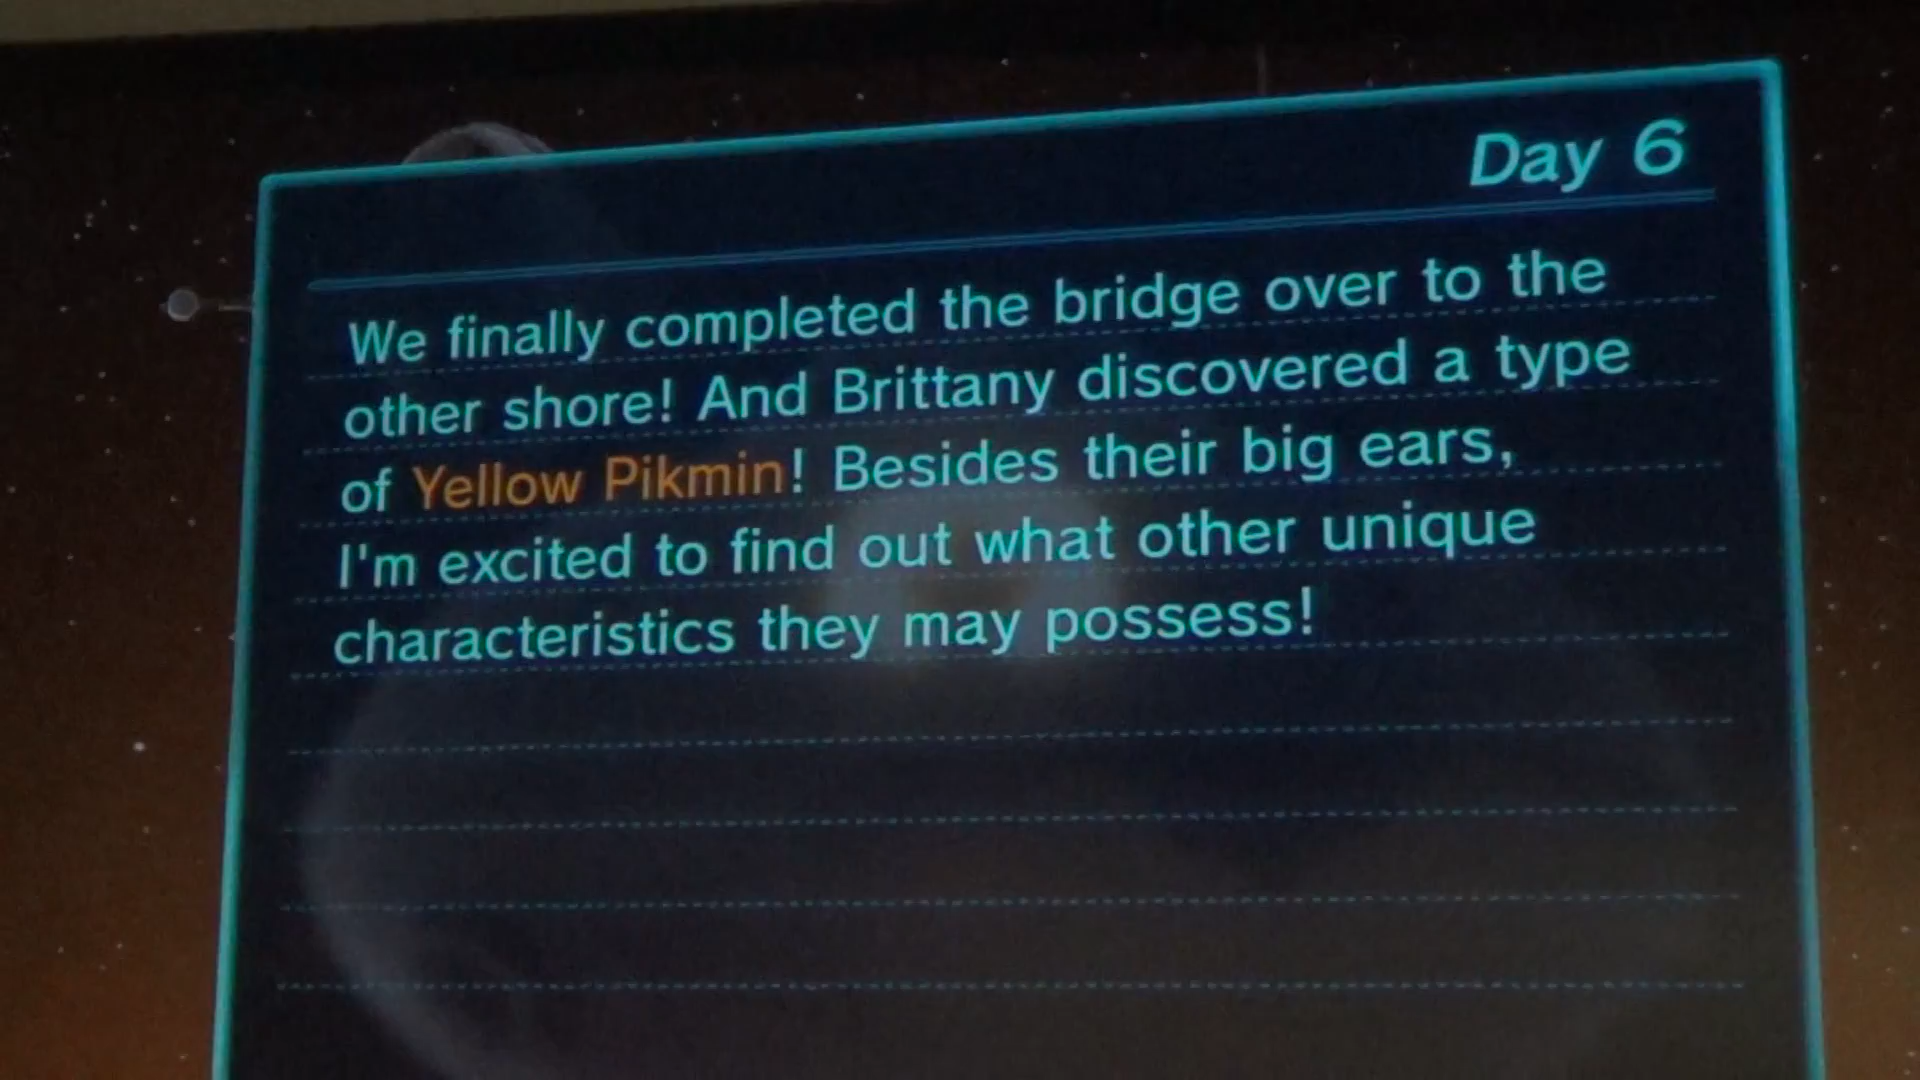 Day 6
We finally completed the bridge over to the
other shore! And Brittany discovered a type
of Yellow Pikmin! Besides their big ears,
I'm excited to find out what other unique
characteristics they may possess!